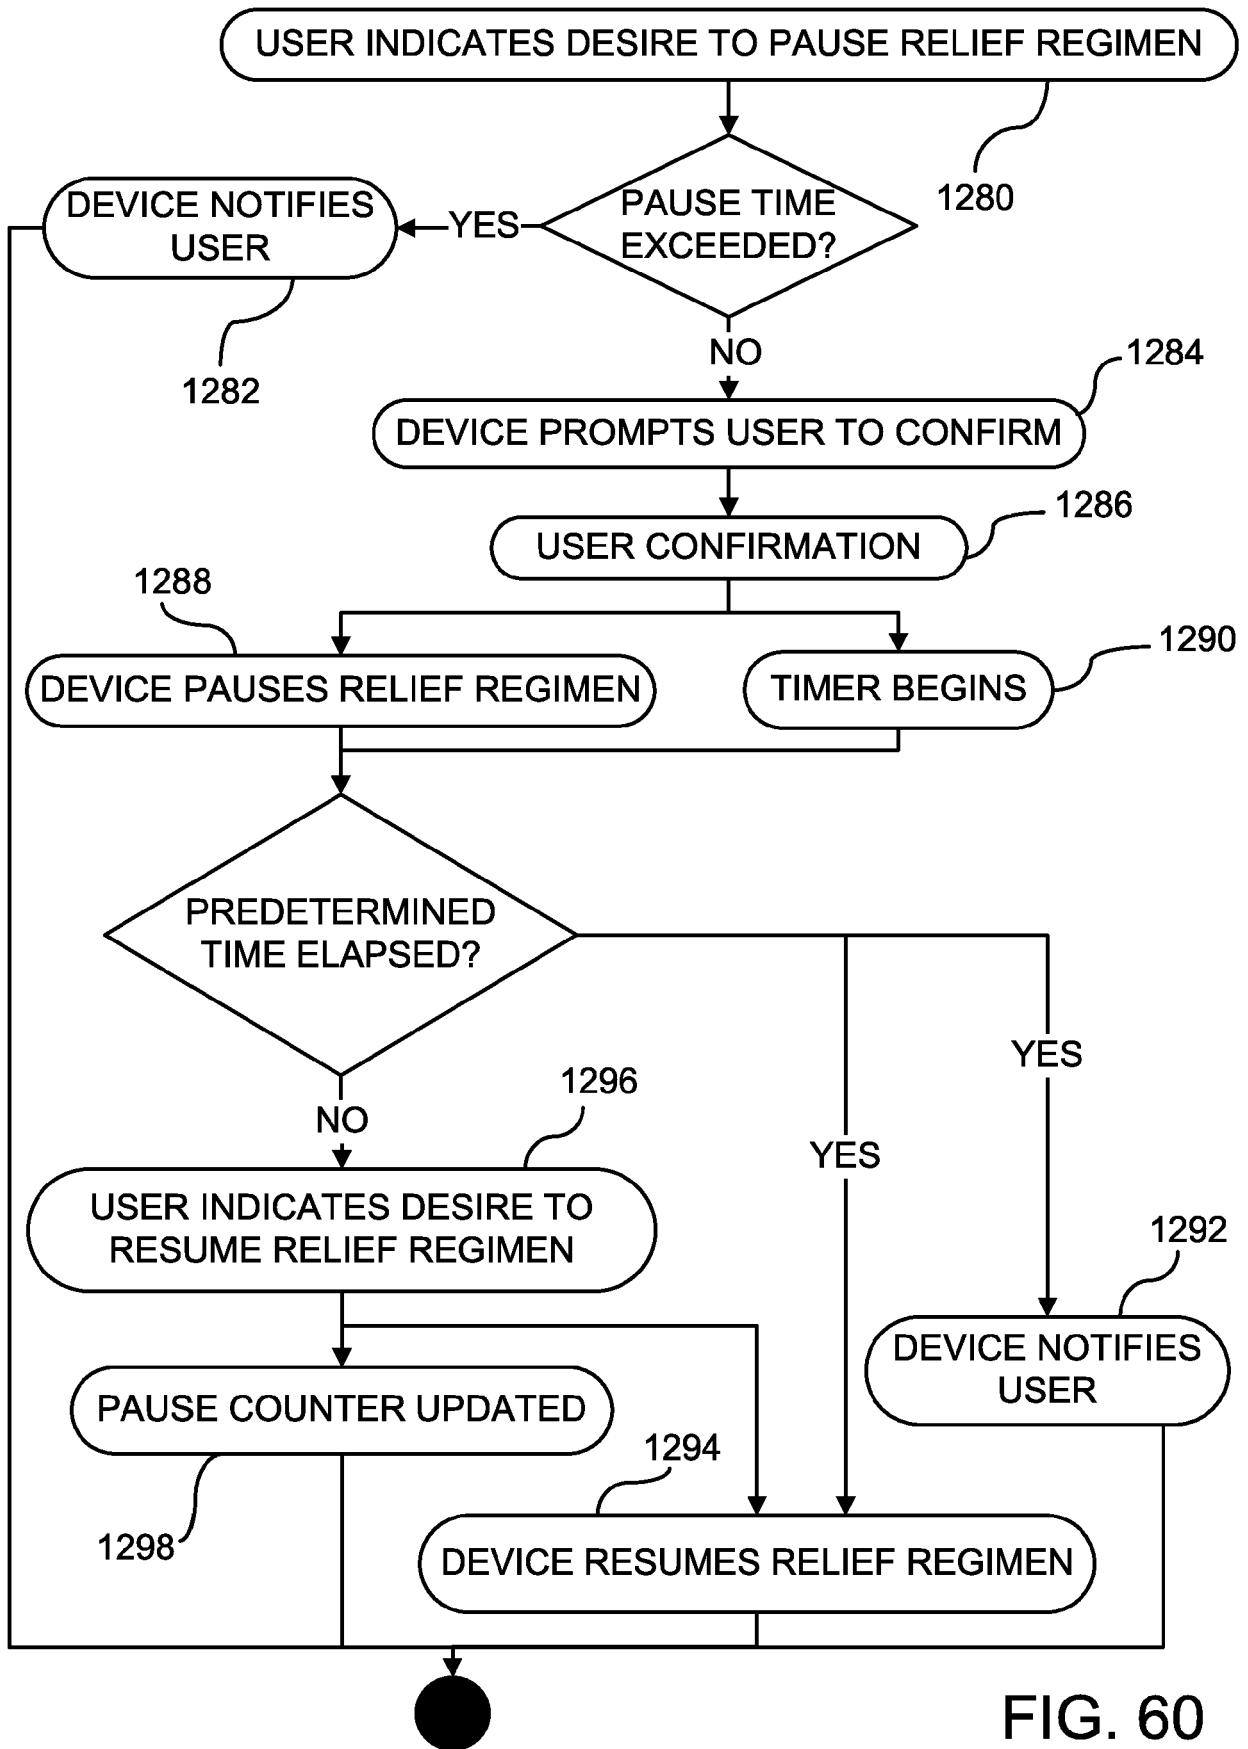 USER INDICATES DESIRE TO PAUSE RELIEF REGIMEN
1280
PAUSE TIME
EXCEEDED?
YES
DEVICE NOTIFIES
USER
1282
NO
1284
DEVICE PROMPTS USER TO CONFIRM
1286
USER CONFIRMATION
1288
DEVICE PAUSES RELIEF REGIMEN
1290
TIMER BEGINS
PREDETERMINED
TIME ELAPSED?
YES
YES
NO
1296
USER INDICATES DESIRE TO
RESUME RELIEF REGIMEN
1292
DEVICE NOTIFIES
USER
PAUSE COUNTER UPDATED
1298
1294
DEVICE RESUMES RELIEF REGIMEN
FIG. 60